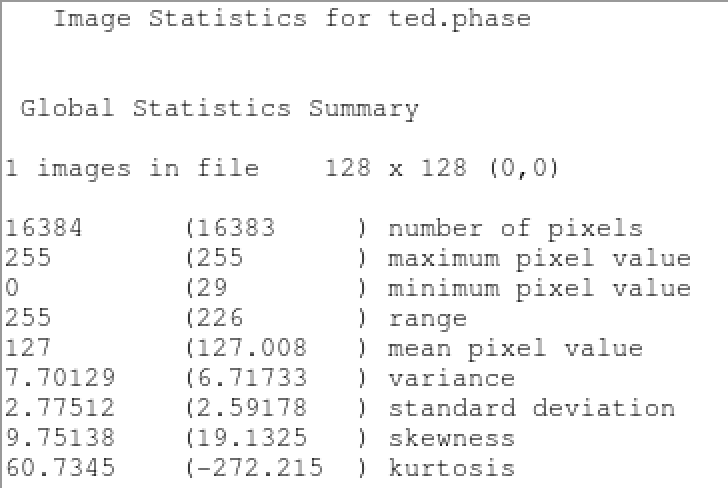 Image Statistics for ted.phase
Global Statistics Summary
1 images in file    128 x 128 (0,0)
16384      (16383     ) number of pixels
255        (255       ) maximum pixel value
0          (29        ) minimum pixel value
255        (226       ) range
127        (127.008   ) mean pixel value
7.70129    (6.71733   ) variance
2.77512    (2.59178   ) standard deviation
9.75138    (19.1325   ) skewness
60.7345    (-272.215  ) kurtosis